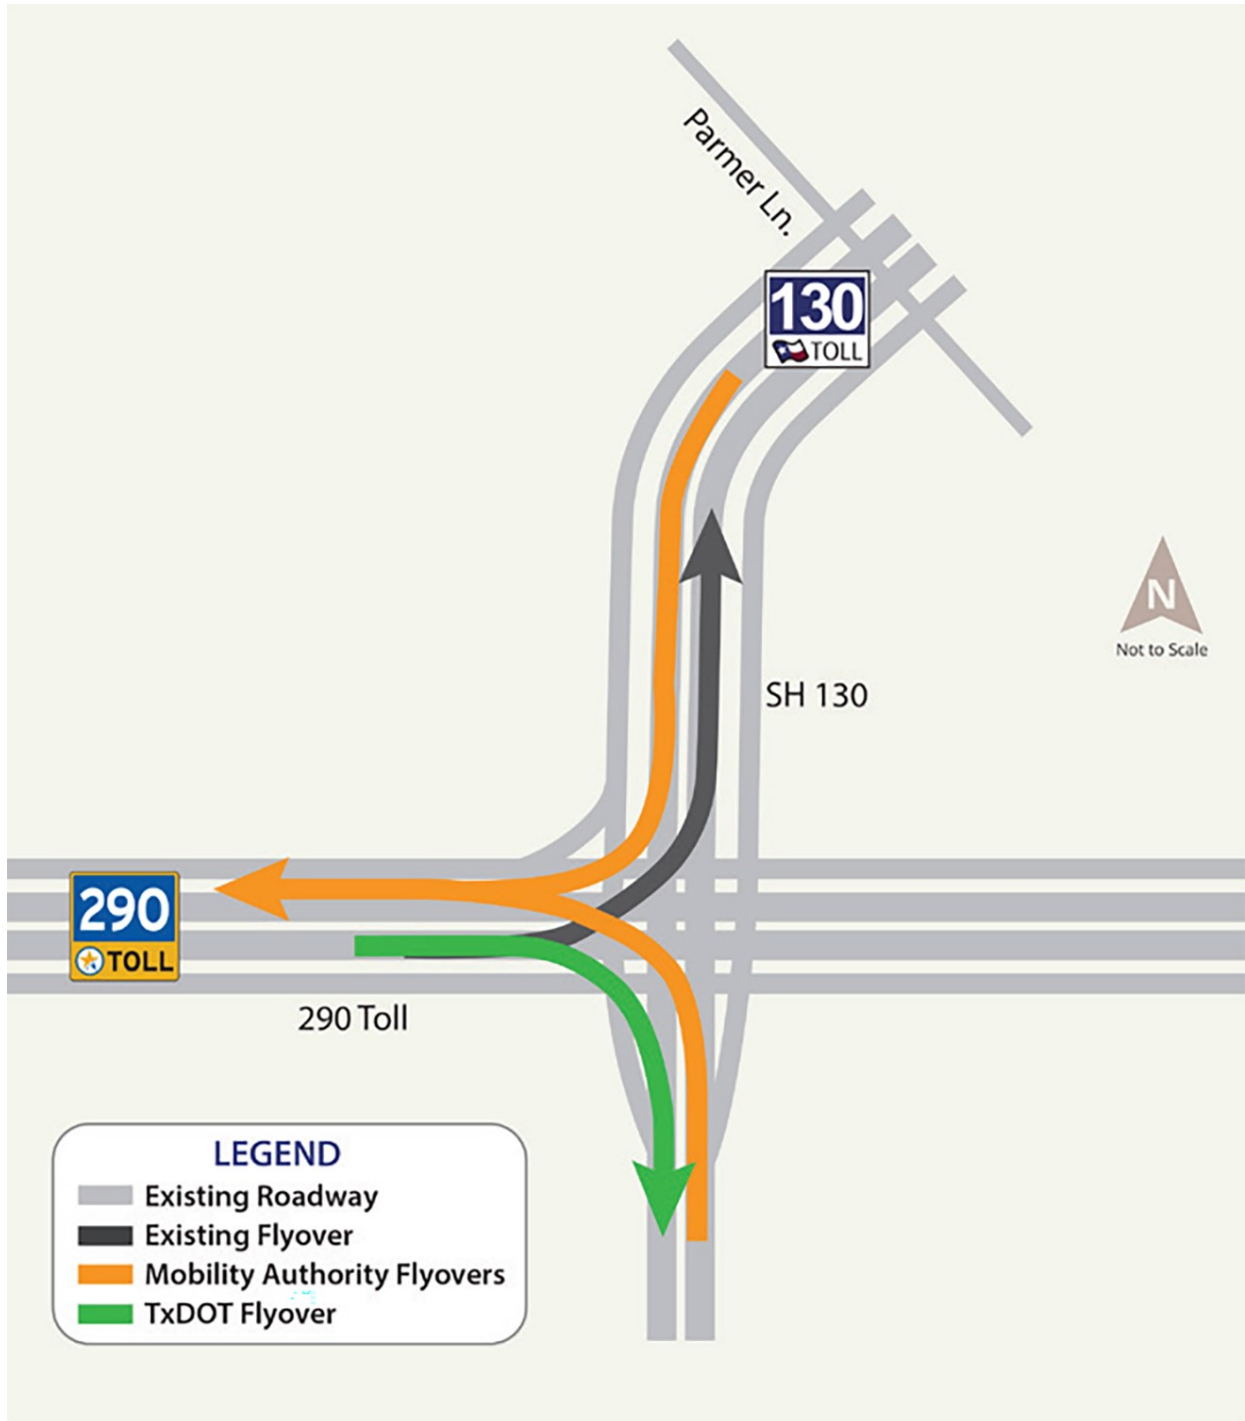 Parmer Ln.
130
TOLL
N
Not to Scale
SH 130
290
TOLL
290 Toll
LEGEND
Existing Roadway
Existing Flyover
Mobility Authority Flyovers
TxDOT Flyover